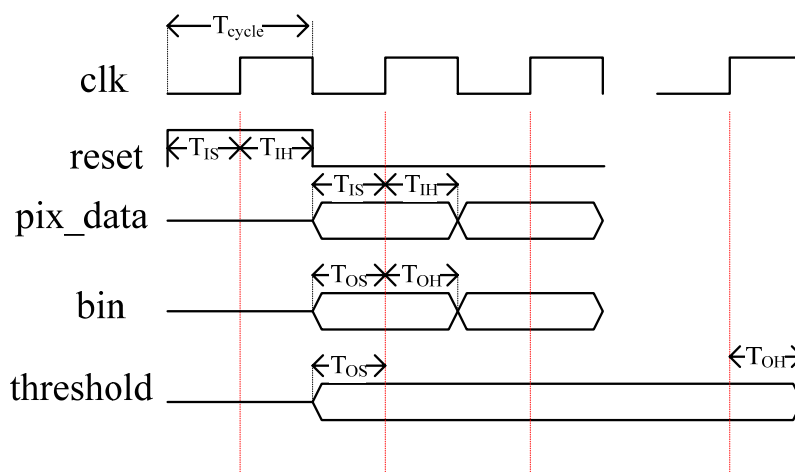 Tcycle
clk
reset TIS TIH
pix_data TIS TIH
bin TOS TOH
threshold TOS TOH